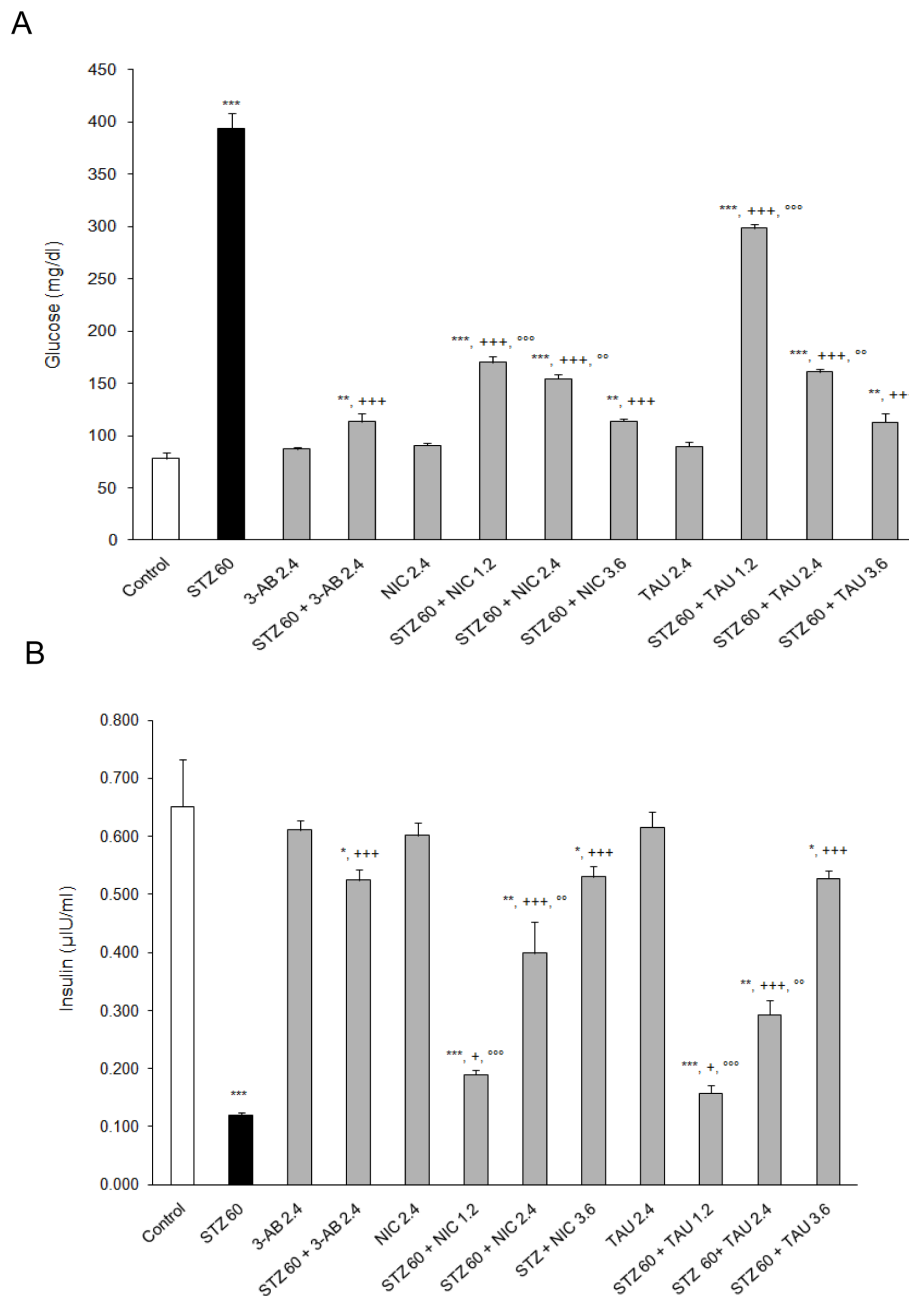 A
Glucose (mg/dl)
450
400
350
300
250
200
150
100
50
0
***
**, +++
***, +++, °°°
***, +++, °°
**, +++
***, +++, °°°
***, +++, °°
**, ++
Control
STZ 60
3-AB 2.4
STZ 60 + 3-AB 2.4
NIC 2.4
STZ 60 + NIC 1.2
STZ 60 + NIC 2.4
STZ 60 + NIC 3.6
TAU 2.4
STZ 60 + TAU 1.2
STZ 60 + TAU 2.4
STZ 60 + TAU 3.6
B
Insulin (µIU/ml)
0.800
0.700
0.600
0.500
0.400
0.300
0.200
0.100
0.000
***
*, +++
***, +, °°°
**, +++, °°
*, +++
***, +, °°°
**, +++, °°
*, +++
Control
STZ 60
3-AB 2.4
STZ 60 + 3-AB 2.4
NIC 2.4
STZ 60 + NIC 1.2
STZ 60 + NIC 2.4
STZ + NIC 3.6
TAU 2.4
STZ 60 + TAU 1.2
STZ 60+ TAU 2.4
STZ 60 + TAU 3.6